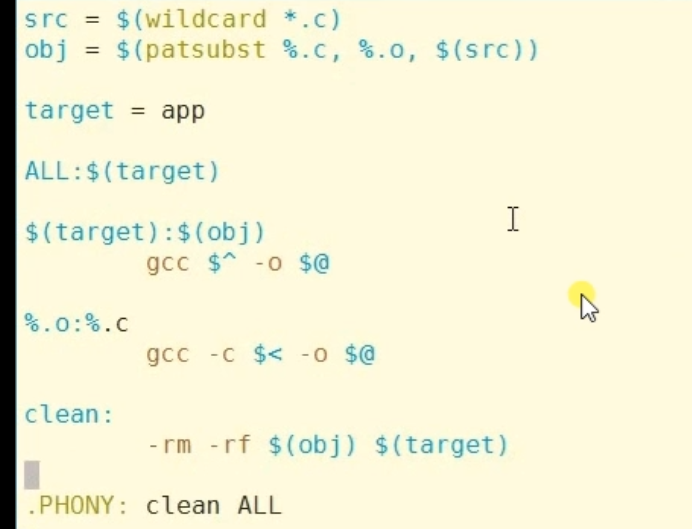 src = $(wildcard *.c)
obj = $(patsubst %.c, %.o, $(src))
target = app
ALL:$(target)
$(target):$(obj)
gcc $^ -o $@
%.o:%.c
gcc -c $< -o $@
clean:
-rm -rf $(obj) $(target)
.PHONY: clean ALL